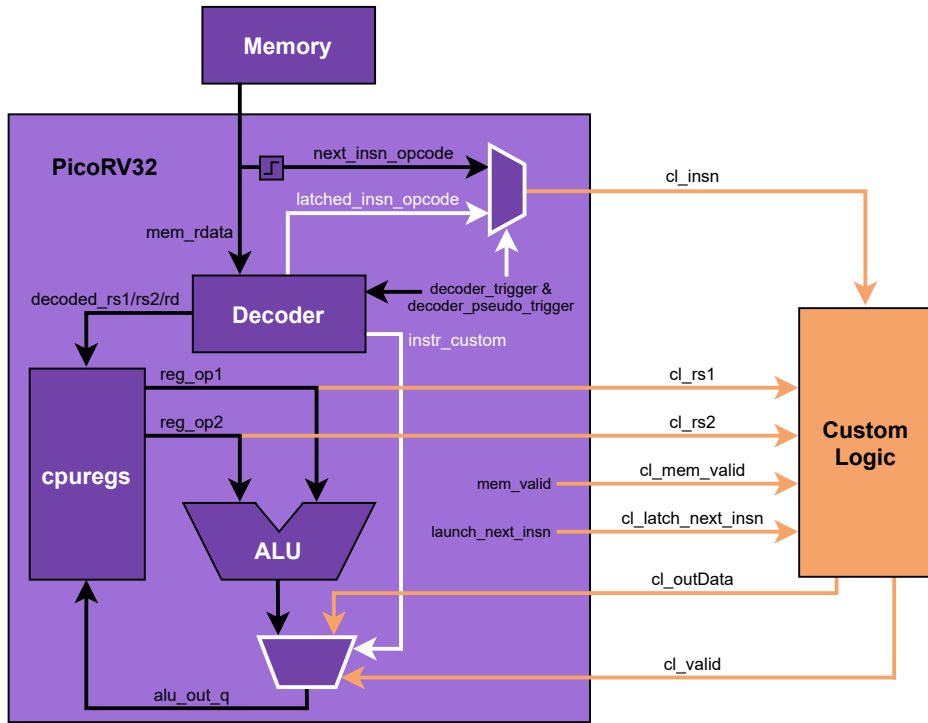 Memory
PicoRV32
next_insn_opcode
cl_insn
latched_insn_opcode
mem_rdata
decoder_trigger &
decoder_pseudo_trigger
decoded_rs1/rs2/rd
Decoder
instr_custom
reg_op1
cl_rs1
reg_op2
cl_rs2
Custom
Logic
cpuregs
mem_valid
cl_mem_valid
launch_next_insn
cl_latch_next_insn
ALU
cl_outData
cl_valid
alu_out_q